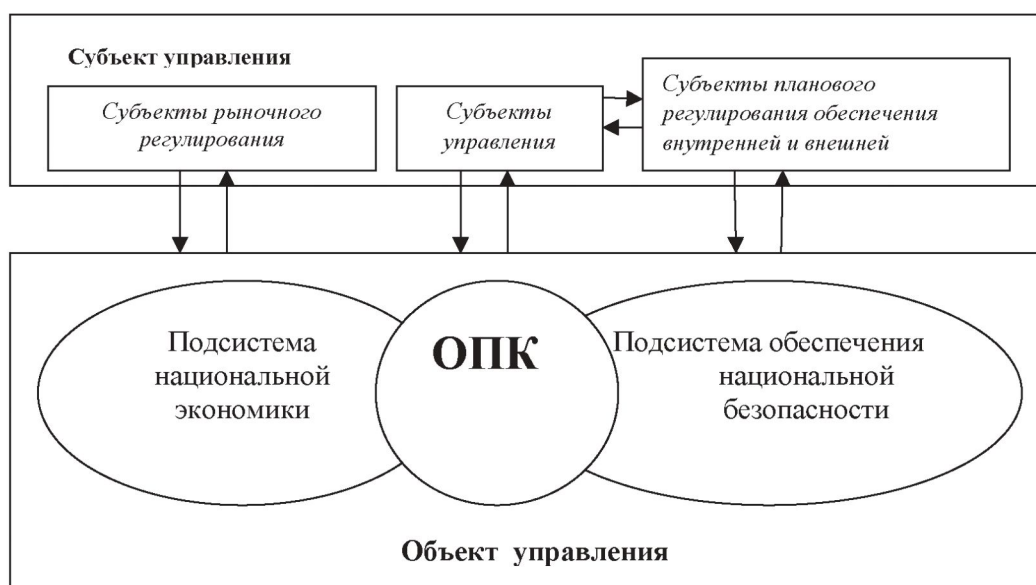 Субъект управления
Субъекты рыночного
регулирования
Субъекты
управления
Субъекты планового
регулирования обеспечения
внутренней и внешней
Подсистема
национальной
экономики
ОПК
Подсистема обеспечения
национальной
безопасности
Объект управления